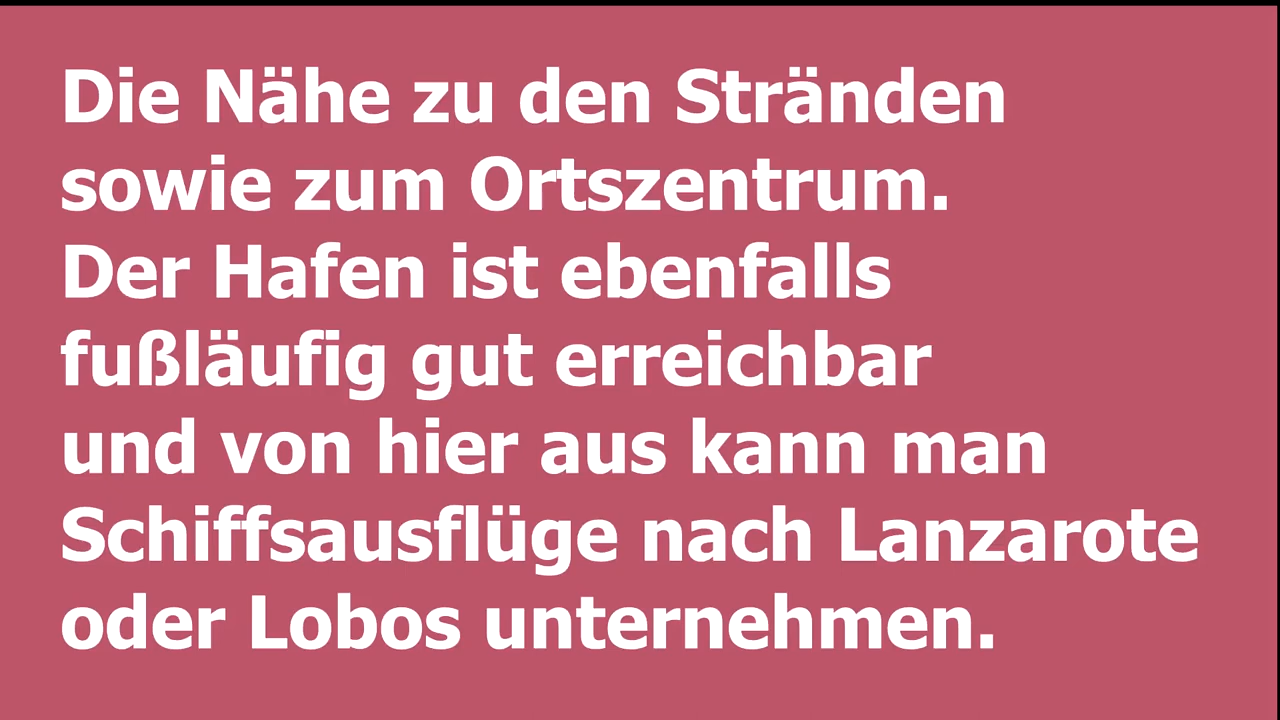 Die Nähe zu den Stränden
sowie zum Ortszentrum.
Der Hafen ist ebenfalls
fußläufig gut erreichbar
und von hier aus kann man
Schiffsausflüge nach Lanzarote
oder Lobos unternehmen.